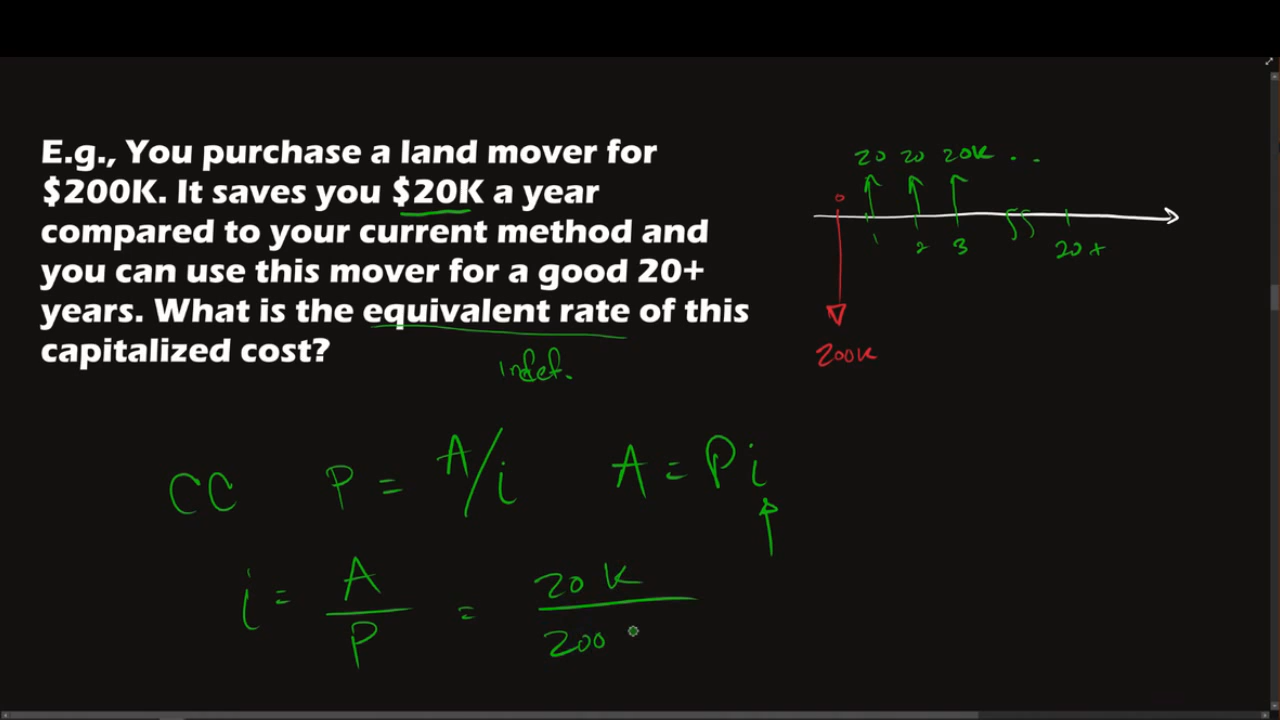 E.g., You purchase a land mover for
$200K. It saves you $20K a year
compared to your current method and
you can use this mover for a good 20+
years. What is the equivalent rate of this
capitalized cost?
indef.
20 20 20K . .
0
1 2 3 20+
200K
CC P = A/i A = Pi
i = A/P = 20K/200